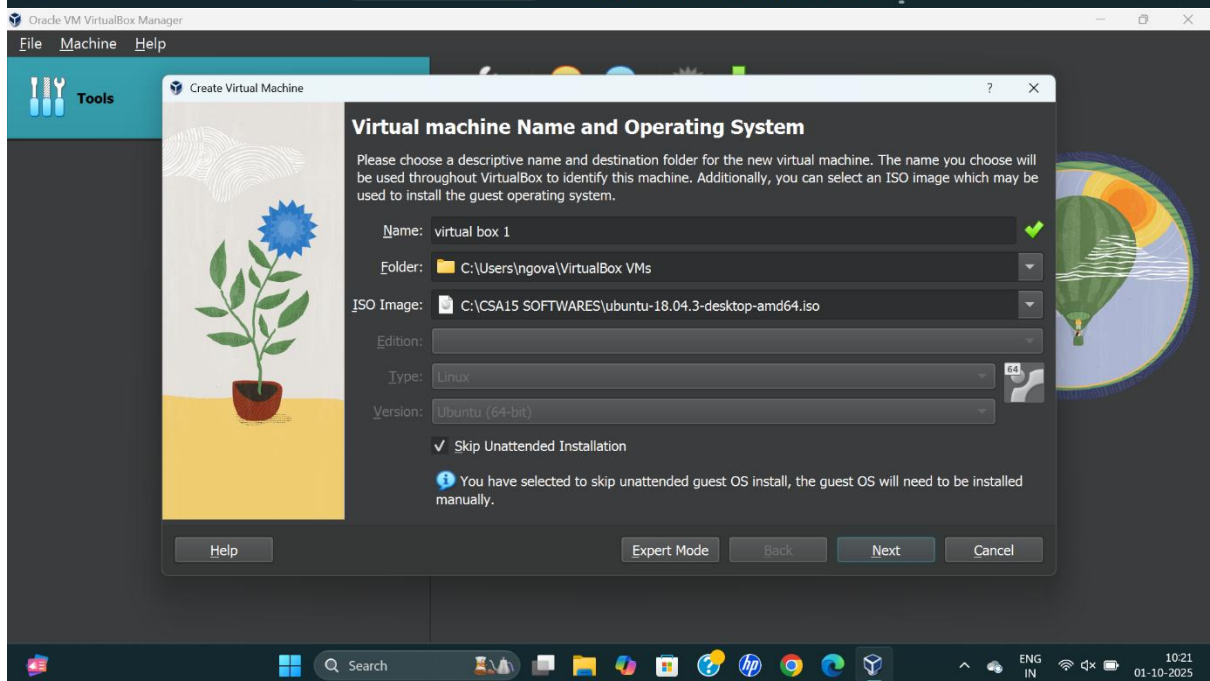 Oracle VM VirtualBox Manager
File Machine Help
Tools
Create Virtual Machine
Virtual machine Name and Operating System
Please choose a descriptive name and destination folder for the new virtual machine. The name you choose will
be used throughout VirtualBox to identify this machine. Additionally, you can select an ISO image which may be
used to install the guest operating system.
Name: virtual box 1
Folder: C:\Users\ngova\VirtualBox VMs
ISO Image: C:\CSA15 SOFTWARES\ubuntu-18.04.3-desktop-amd64.iso
Edition:
Type: Linux
64
Version: Ubuntu (64-bit)
Skip Unattended Installation
You have selected to skip unattended guest OS install, the guest OS will need to be installed
manually.
Help Expert Mode Back Next Cancel
Search
hp
ENG
IN
10:21
01-10-2025